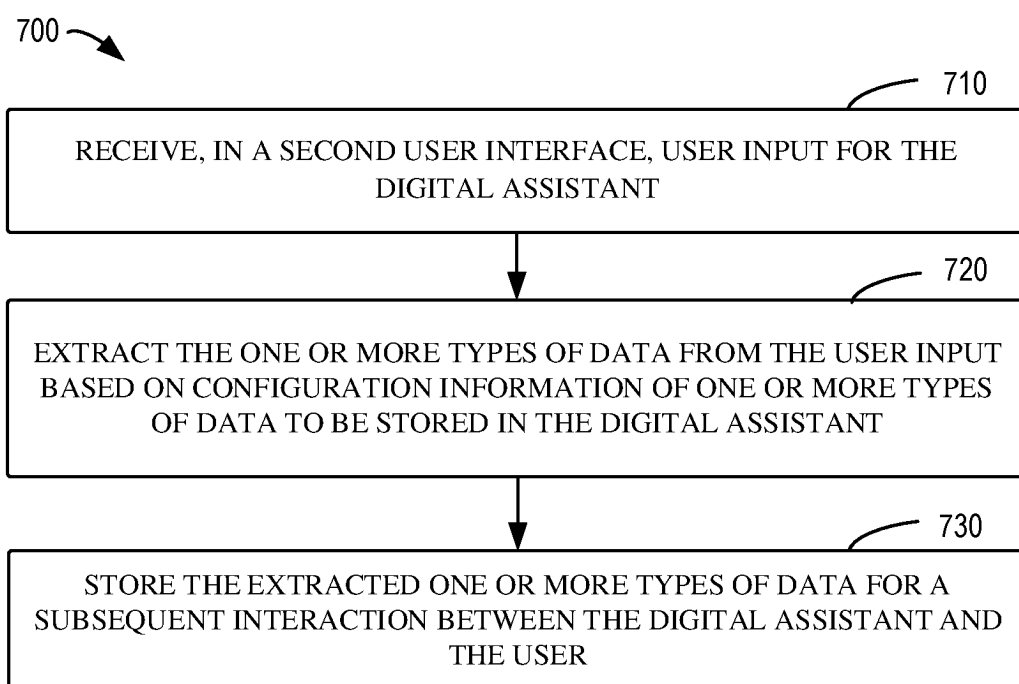 700
710
RECEIVE, IN A SECOND USER INTERFACE, USER INPUT FOR THE
DIGITAL ASSISTANT
720
EXTRACT THE ONE OR MORE TYPES OF DATA FROM THE USER INPUT
BASED ON CONFIGURATION INFORMATION OF ONE OR MORE TYPES
OF DATA TO BE STORED IN THE DIGITAL ASSISTANT
730
STORE THE EXTRACTED ONE OR MORE TYPES OF DATA FOR A
SUBSEQUENT INTERACTION BETWEEN THE DIGITAL ASSISTANT AND
THE USER